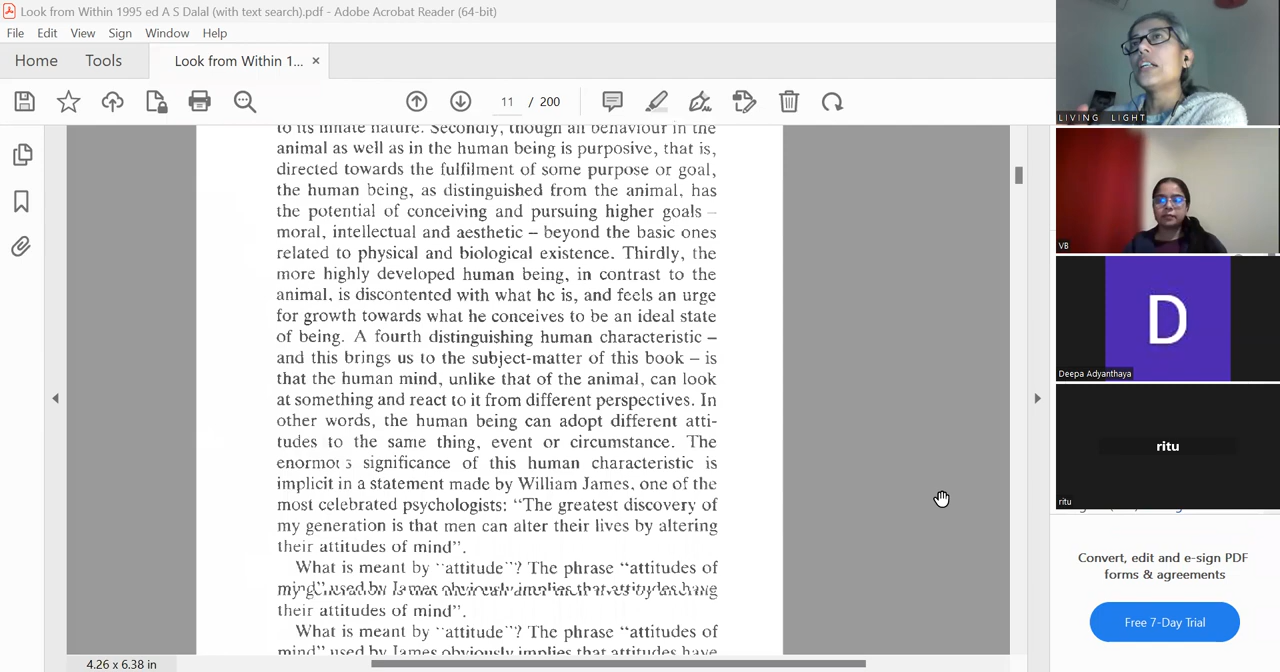 Look from Within 1995 ed A S Dalal (with text search).pdf - Adobe Acrobat Reader (64-bit)
File Edit View Sign Window Help
Home Tools Look from Within 1... ×
11 / 200
to its innate nature. Secondly, though all behaviour in the
animal as well as in the human being is purposive, that is,
directed towards the fulfilment of some purpose or goal,
the human being, as distinguished from the animal, has
the potential of conceiving and pursuing higher goals –
moral, intellectual and aesthetic – beyond the basic ones
related to physical and biological existence. Thirdly, the
more highly developed human being, in contrast to the
animal, is discontented with what he is, and feels an urge
for growth towards what he conceives to be an ideal state
of being. A fourth distinguishing human characteristic –
and this brings us to the subject-matter of this book – is
that the human mind, unlike that of the animal, can look
at something and react to it from different perspectives. In
other words, the human being can adopt different atti-
tudes to the same thing, event or circumstance. The
enormo s significance of this human characteristic is
implicit in a statement made by William James, one of the
most celebrated psychologists: “The greatest discovery of
my generation is that men can alter their lives by altering
their attitudes of mind”.
What is meant by “attitude”? The phrase “attitudes of
their attitudes of mind”.
What is meant by “attitude”? The phrase “attitudes of
mind” used by James obviously implies that attitudes have
4.26 x 6.38 in
LIVING LIGHT
VB
D
Deepa Adyanthaya
ritu
ritu
Convert, edit and e-sign PDF
forms & agreements
Free 7-Day Trial